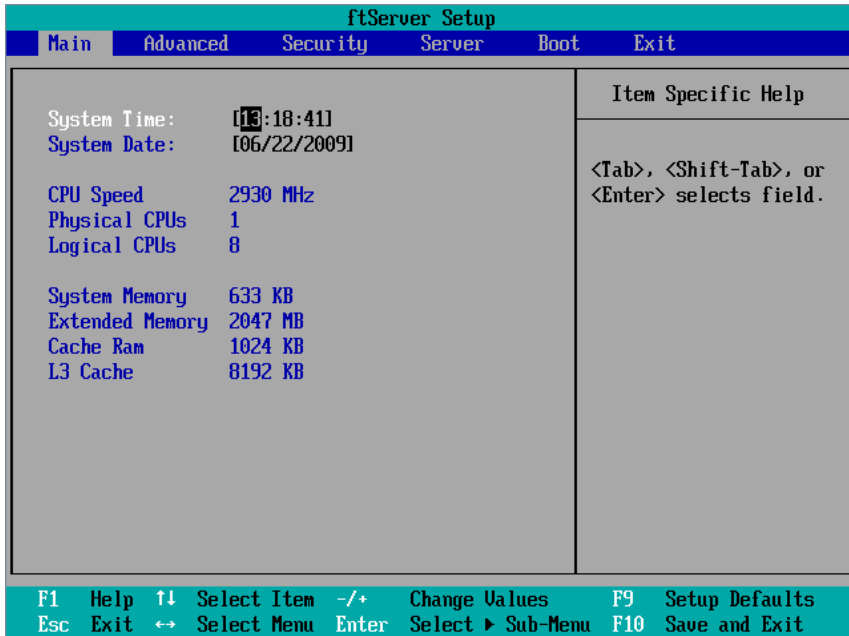 ftServer Setup
Main Advanced Security Server Boot Exit
System Time: [13:18:41]
System Date: [06/22/2009]
CPU Speed 2930 MHz
Physical CPUs 1
Logical CPUs 8
System Memory 633 KB
Extended Memory 2047 MB
Cache Ram 1024 KB
L3 Cache 8192 KB
Item Specific Help
<Tab>, <Shift-Tab>, or
<Enter> selects field.
F1 Help ↑↓ Select Item -/+ Change Values F9 Setup Defaults
Esc Exit ↔ Select Menu Enter Select ▶ Sub-Menu F10 Save and Exit